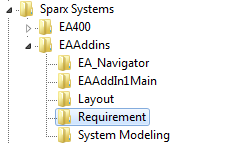 Sparx Systems
EA400
EAAddins
EA_Navigator
EAAddIn1Main
Layout
Requirement
System Modeling